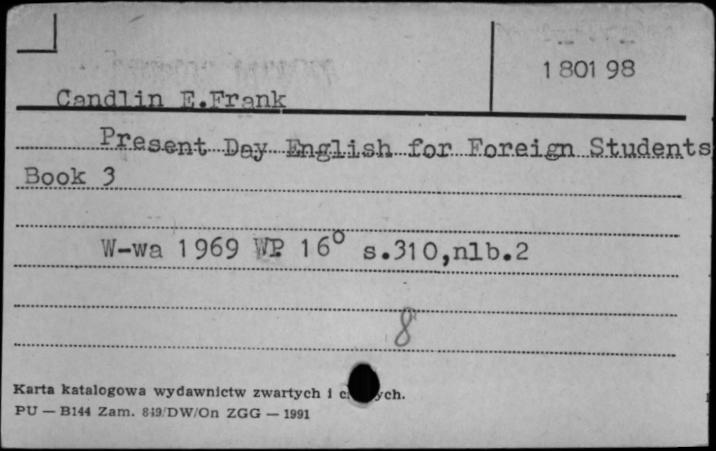 1 801 98
Candlin E.Frank
Present Day English for Foreign Students
Book 3
W-wa 1969 WP. 16° s.310,nlb.2
8
Karta katalogowa wydawnictw zwartych i
PU — B144 Zam. 849/DW/On ZGG — 1991